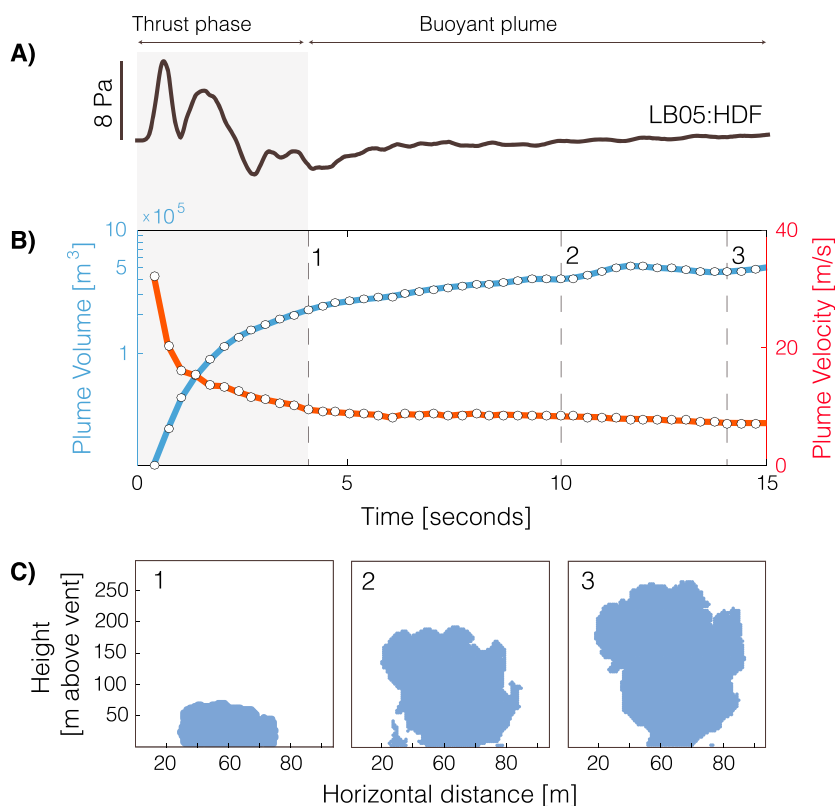 Thrust phase
Buoyant plume
A)
8 Pa
LB05:HDF
B)
×10⁵
10
5
1
Plume Volume [m³]
1
2
3
40
20
0
Plume Velocity [m/s]
0
5
10
15
Time [seconds]
C)
1
2
3
250
200
150
100
50
Height
[m above vent]
20
60
80
20
60
80
20
60
80
Horizontal distance [m]